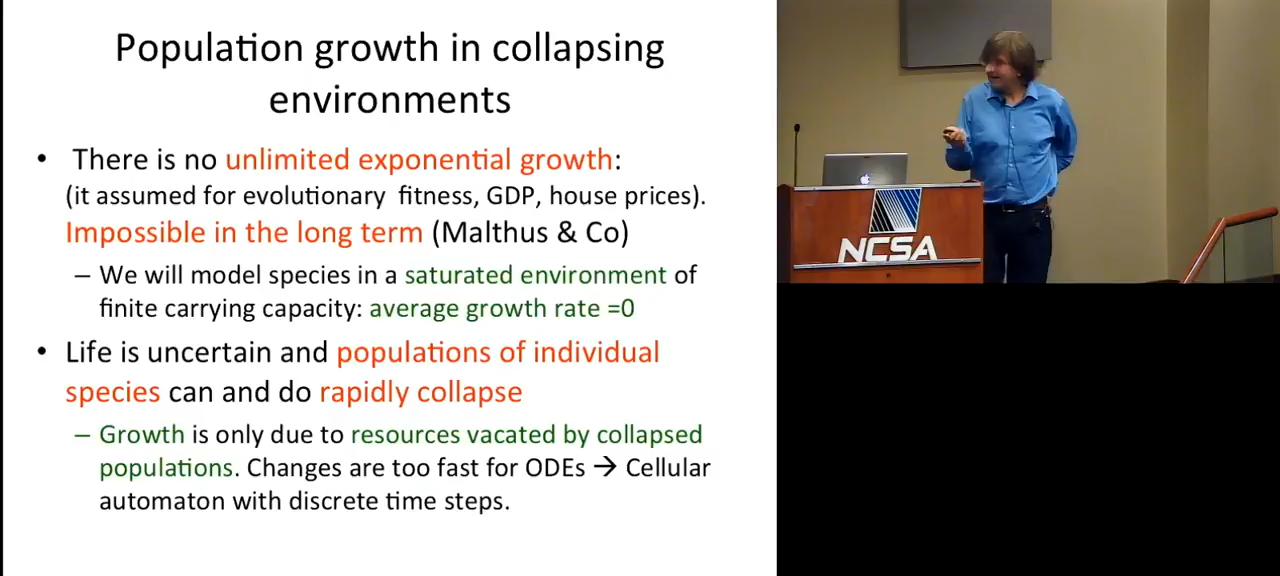 Population growth in collapsing
environments
• There is no unlimited exponential growth:
(it assumed for evolutionary fitness, GDP, house prices).
Impossible in the long term (Malthus & Co)
– We will model species in a saturated environment of
finite carrying capacity: average growth rate =0
• Life is uncertain and populations of individual
species can and do rapidly collapse
– Growth is only due to resources vacated by collapsed
populations. Changes are too fast for ODEs → Cellular
automaton with discrete time steps.
NCSA